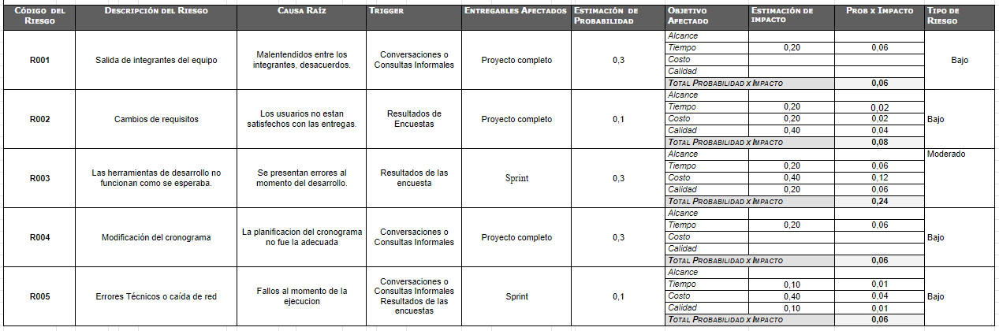 CÓDIGO DEL RIESGO | DESCRIPCIÓN DEL RIESGO | CAUSA RAÍZ | TRIGGER | ENTREGABLES AFECTADOS | ESTIMACIÓN DE PROBABILIDAD | OBJETIVO AFECTADO | ESTIMACIÓN DE IMPACTO | PROB X IMPACTO | TIPO DE RIESGO
R001 | Salida de integrantes del equipo | Malentendidos entre los integrantes, desacuerdos. | Conversaciones o Consultas Informales | Proyecto completo | 0,3 | Bajo
Alcance
Tiempo 0,20 0,06
Costo
Calidad
TOTAL PROBABILIDAD X IMPACTO 0,06
R002 | Cambios de requisitos | Los usuarios no estan satisfechos con las entregas. | Resultados de Encuestas | Proyecto completo | 0,1 | Bajo
Alcance
Tiempo 0,20 0,02
Costo 0,20 0,02
Calidad 0,40 0,04
TOTAL PROBABILIDAD X IMPACTO 0,08
R003 | Las herramientas de desarrollo no funcionan como se esperaba. | Se presentan errores al momento del desarrollo. | Resultados de las encuesta | Sprint | 0,3 | Moderado
Alcance
Tiempo 0,20 0,06
Costo 0,40 0,12
Calidad 0,20 0,06
TOTAL PROBABILIDAD X IMPACTO 0,24
R004 | Modificación del cronograma | La planificacion del cronograma no fue la adecuada | Conversaciones o Consultas Informales | Proyecto completo | 0,3 | Bajo
Alcance
Tiempo 0,20 0,06
Costo
Calidad
TOTAL PROBABILIDAD X IMPACTO 0,06
R005 | Errores Técnicos o caída de red | Fallos al momento de la ejecucion | Conversaciones o Consultas Informales Resultados de las encuestas | Sprint | 0,1 | Bajo
Alcance
Tiempo 0,10 0,01
Costo 0,40 0,04
Calidad 0,10 0,01
TOTAL PROBABILIDAD X IMPACTO 0,06